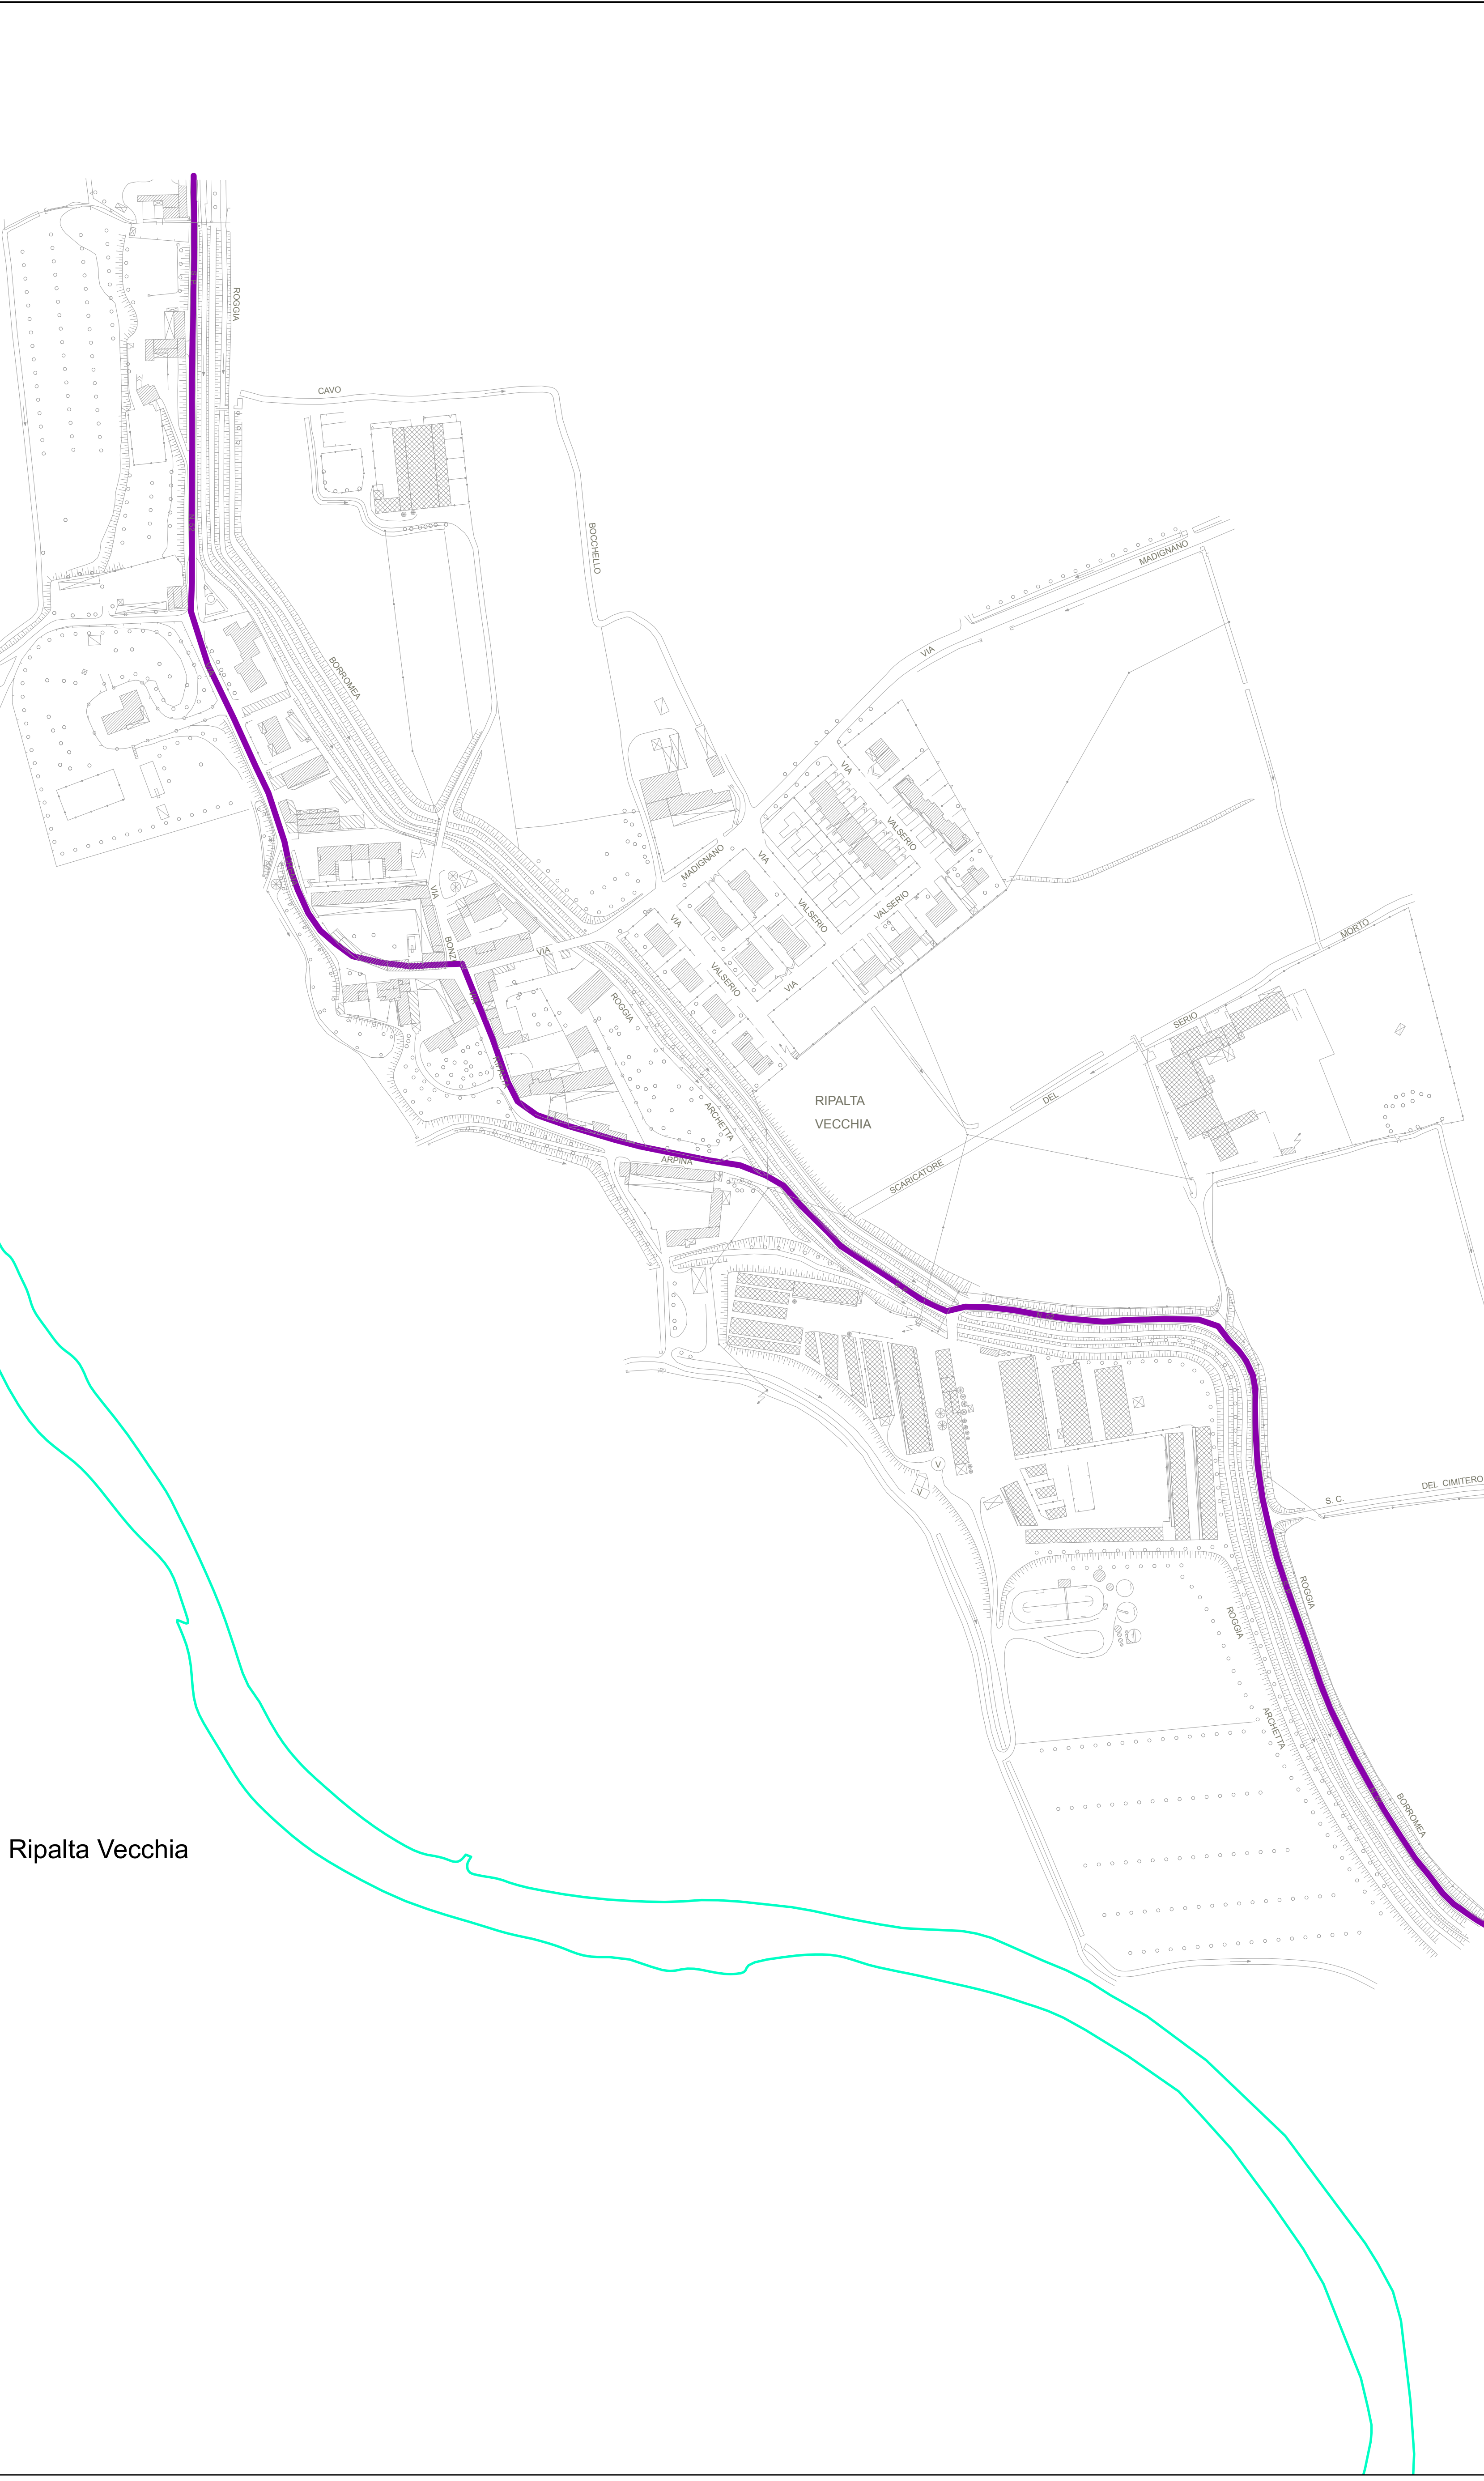 ROGGIA
CAVO
BOCCHELLO
MADIGNANO
VIA
BORROMEA
VIA
VALSERIO
MADIGNANO
VIA
VALSERIO
VALSERIO
VIA
VIA
BONZI
VIA
VALSERIO
VIA
MORTO
ROGGIA
SERIO
RIPALTA
DEL
RIPALTA
VECCHIA
ARCHETTA
ARPINA
SCARICATORE
V
V
S. C.
DEL CIMITERO
ROGGIA
ROGGIA
ARCHETTA
BORROMEA
Ripalta Vecchia